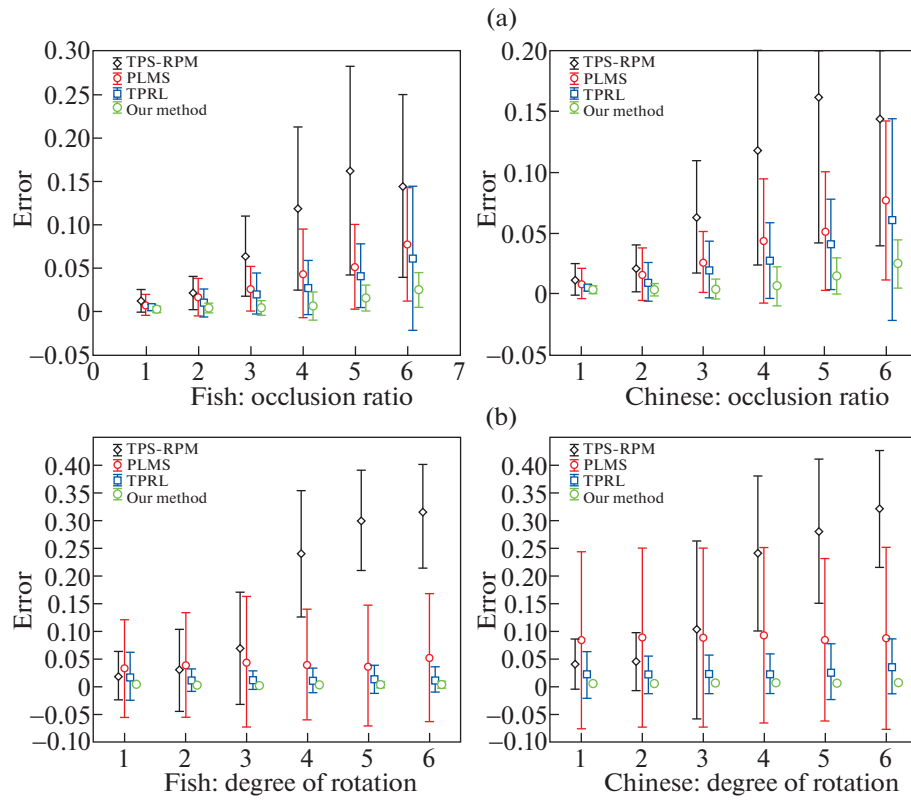 (a)
0.30
0.25
0.20
0.15
0.10
0.05
0
−0.05
Error
TPS-RPM
PLMS
TPRL
Our method
0 1 2 3 4 5 6 7
Fish: occlusion ratio
0.20
0.15
0.10
0.05
0
−0.05
Error
TPS-RPM
PLMS
TPRL
Our method
1 2 3 4 5 6
Chinese: occlusion ratio
(b)
0.40
0.35
0.30
0.25
0.20
0.15
0.10
0.05
0
−0.05
−0.10
Error
TPS-RPM
PLMS
TPRL
Our method
1 2 3 4 5 6
Fish: degree of rotation
0.40
0.35
0.30
0.25
0.20
0.15
0.10
0.05
0
−0.05
−0.10
Error
TPS-RPM
PLMS
TPRL
Our method
1 2 3 4 5 6
Chinese: degree of rotation